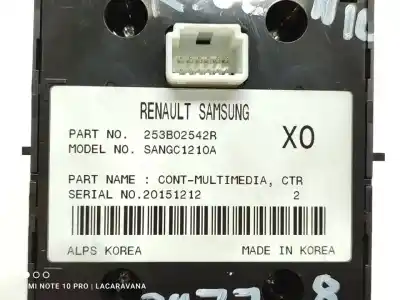 RENAULT SAMSUNG
PART NO. 253B02542R
MODEL NO. SANGC1210A
X0
PART NAME : CONT-MULTIMEDIA, CTR
SERIAL NO.20151212 2
ALPS KOREA MADE IN KOREA
MI NOTE 10 PRO | LACARAVANA